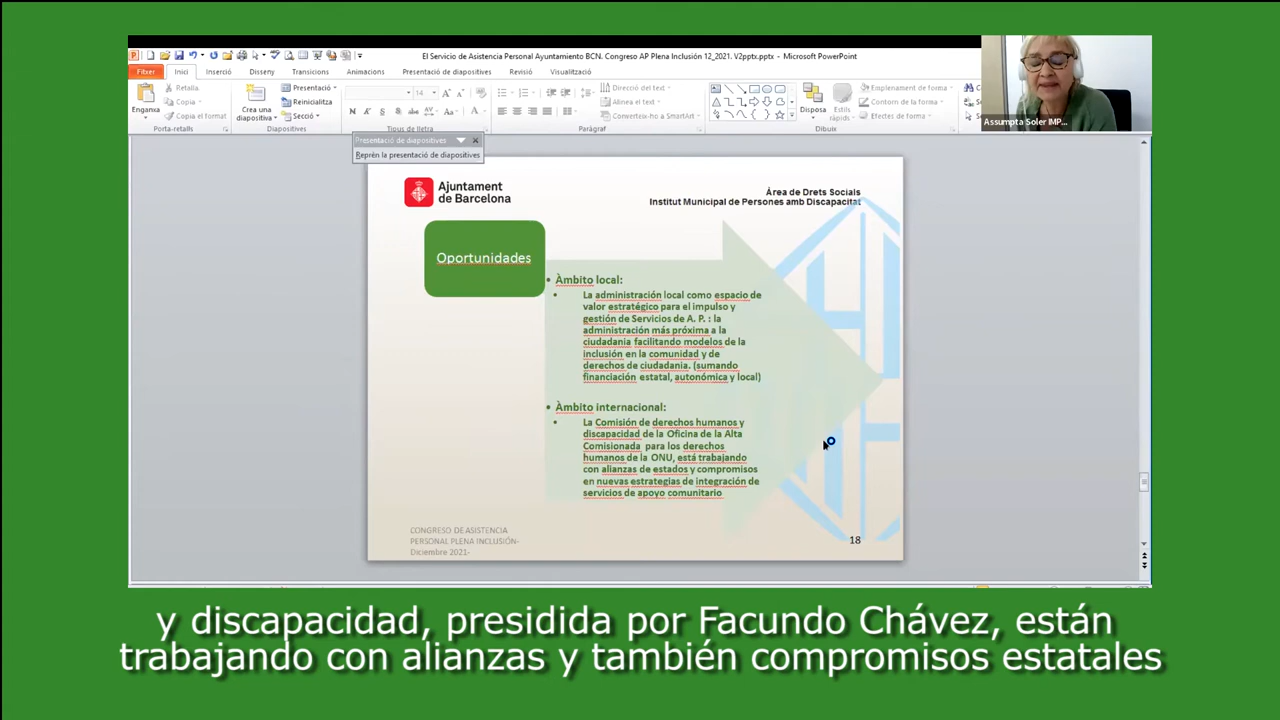 El Servicio de Asistencia Personal Ayuntamiento BCN. Congreso AP Plena Inclusión 12_2021. V2pptx.pptx - Microsoft PowerPoint
Fitxer Inici Inserció Disseny Transicions Animacions Presentació de diapositives Revisió Visualització
Enganxa
Retalla
Copia
Copia el format
Porta-retalls
Crea una
diapositiva
Presentació
Reinicialitza
Secció
Diapositives
14
Tipus de lletra
Direcció del text
Alinea el text
Converteix-ho a SmartArt
Paràgraf
Disposa
Estils
ràpids
Emplenament de forma
Contorn de la forma
Efectes de forma
Dibuix
Assumpta Soler IMP...
Presentació de diapositives
Reprèn la presentació de diapositives
Ajuntament
de Barcelona
Àrea de Drets Socials
Institut Municipal de Persones amb Discapacitat
Oportunidades
• Àmbito local:
• La administración local como espacio de
valor estratégico para el impulso y
gestión de Servicios de A. P. : la
administración más próxima a la
ciudadania facilitando modelos de la
inclusión en la comunidad y de
derechos de ciudadania. (sumando
financiación estatal, autonómica y local)
• Àmbito internacional:
• La Comisión de derechos humanos y
discapacidad de la Oficina de la Alta
Comisionada para los derechos
humanos de la ONU, está trabajando
con alianzas de estados y compromisos
en nuevas estrategias de integración de
servicios de apoyo comunitario
CONGRESO DE ASISTENCIA
PERSONAL PLENA INCLUSIÓN-
Diciembre 2021-
18
y discapacidad, presidida por Facundo Chávez, están
trabajando con alianzas y también compromisos estatales